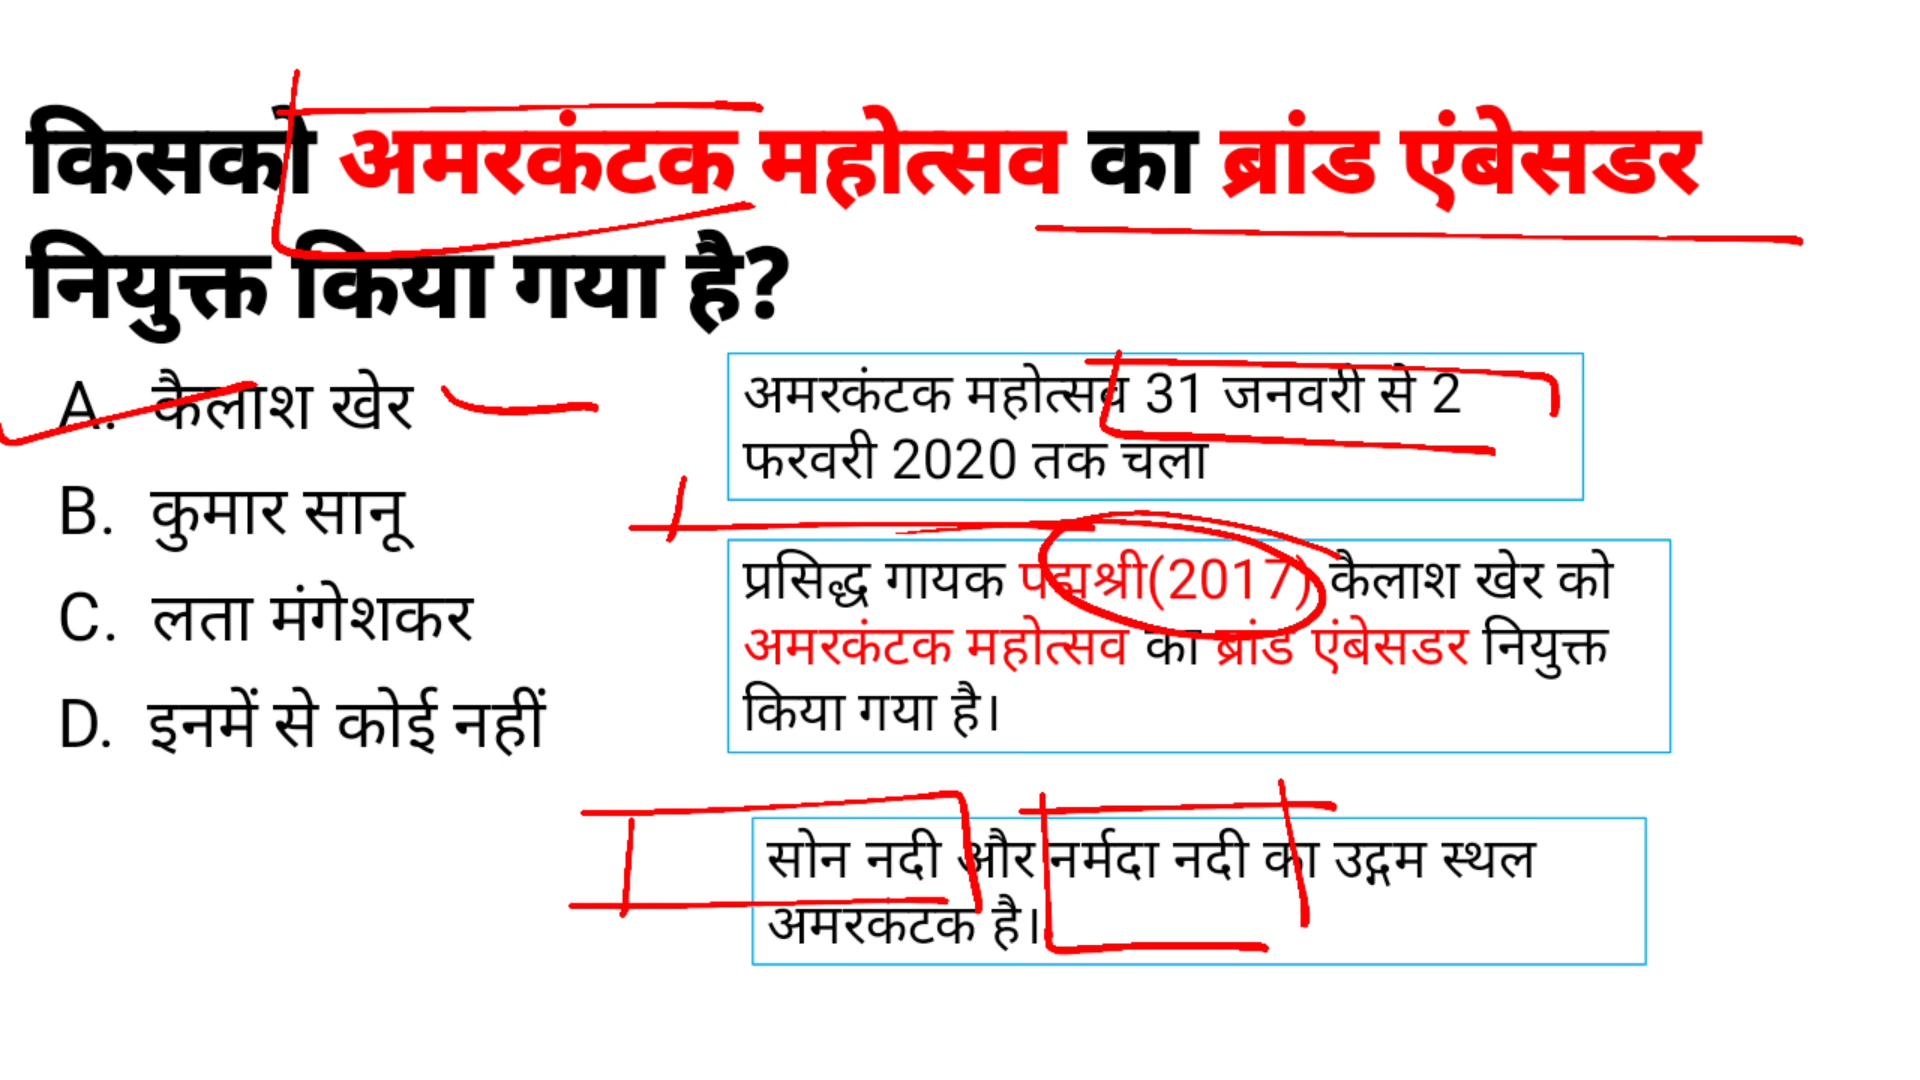 किसको अमरकंटक महोत्सव का ब्रांड एंबेसडर
नियुक्त किया गया है?
A. कैलाश खेर
B. कुमार सानू
C. लता मंगेशकर
D. इनमें से कोई नहीं
अमरकंटक महोत्सव 31 जनवरी से 2
फरवरी 2020 तक चला
प्रसिद्ध गायक पद्मश्री(2017) कैलाश खेर को
अमरकंटक महोत्सव का ब्रांड एंबेसडर नियुक्त
किया गया है।
सोन नदी और नर्मदा नदी का उद्गम स्थल
अमरकटक है।